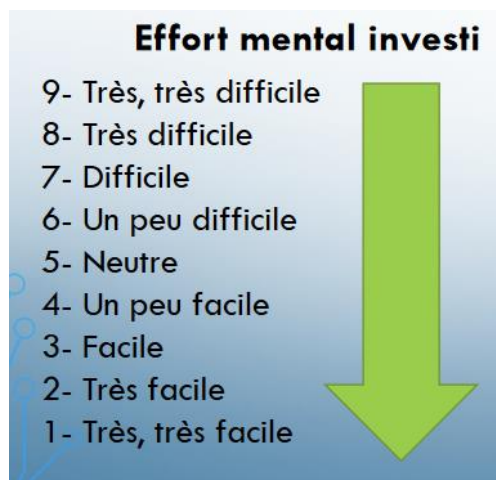 Effort mental investi
9- Très, très difficile
8- Très difficile
7- Difficile
6- Un peu difficile
5- Neutre
4- Un peu facile
3- Facile
2- Très facile
1- Très, très facile